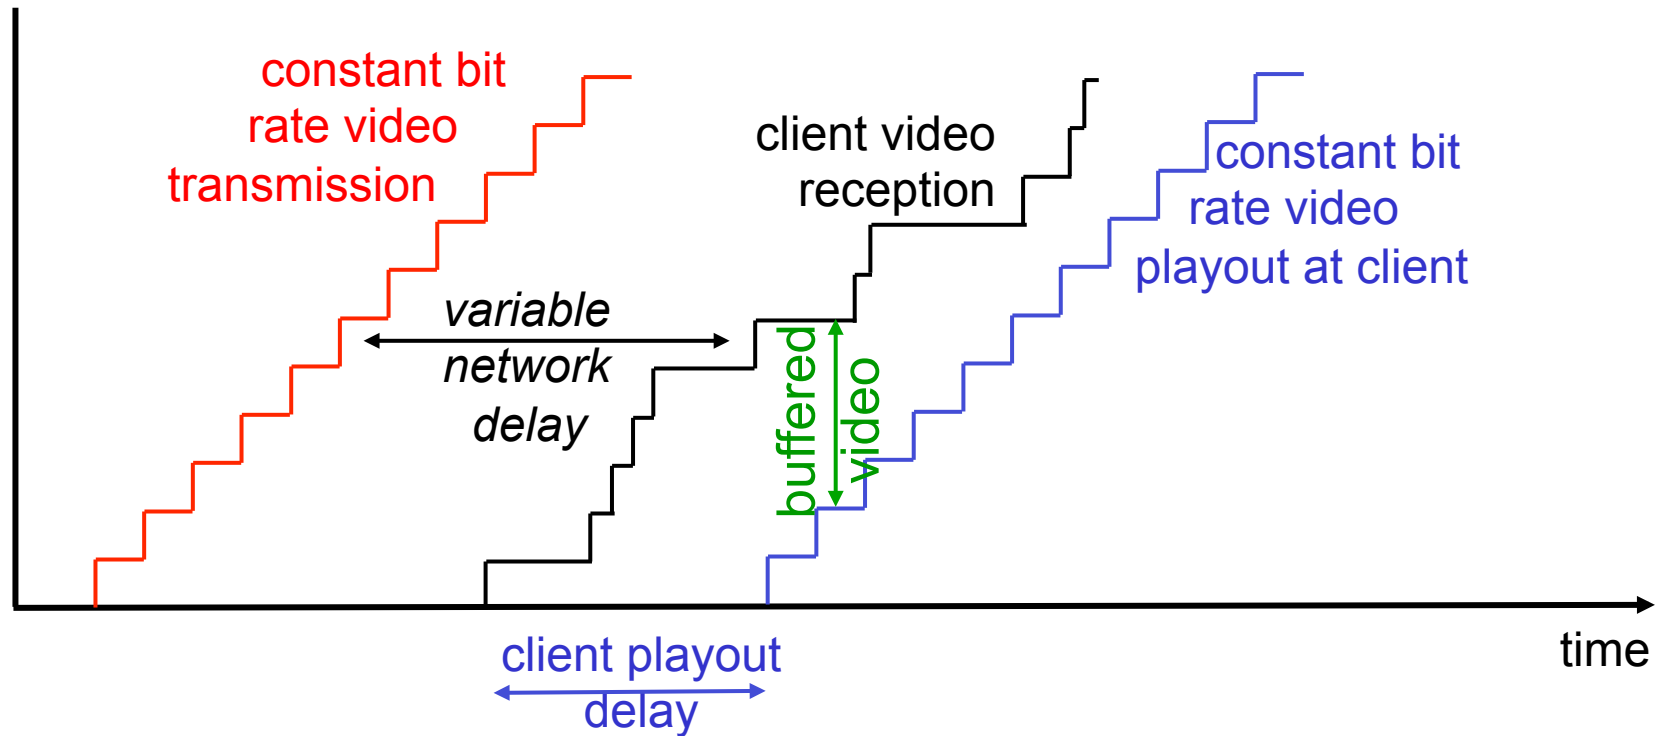 constant bit
rate video
transmission
variable
network
delay
client video
reception
buffered
video
constant bit
rate video
playout at client
client playout
delay
time